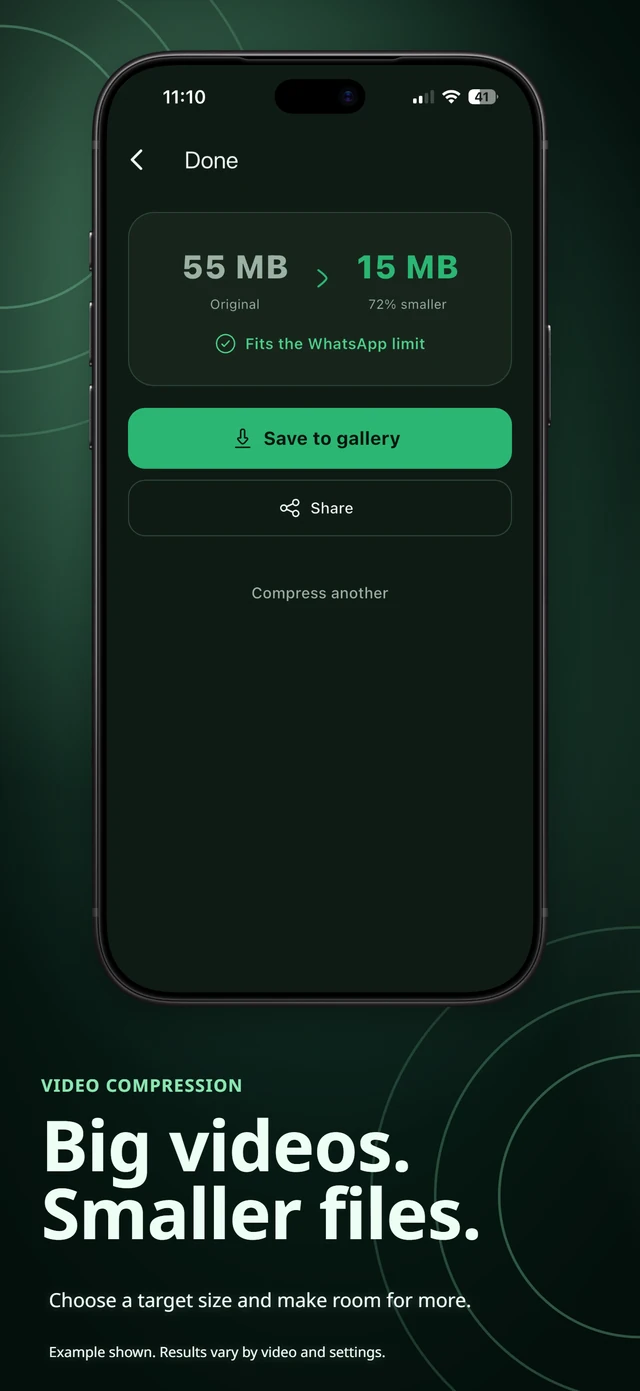 11:10
41
Done
55 MB
15 MB
Original
72% smaller
Fits the WhatsApp limit
Save to gallery
Share
Compress another
VIDEO COMPRESSION
Big videos.
Smaller files.
Choose a target size and make room for more.
Example shown. Results vary by video and settings.